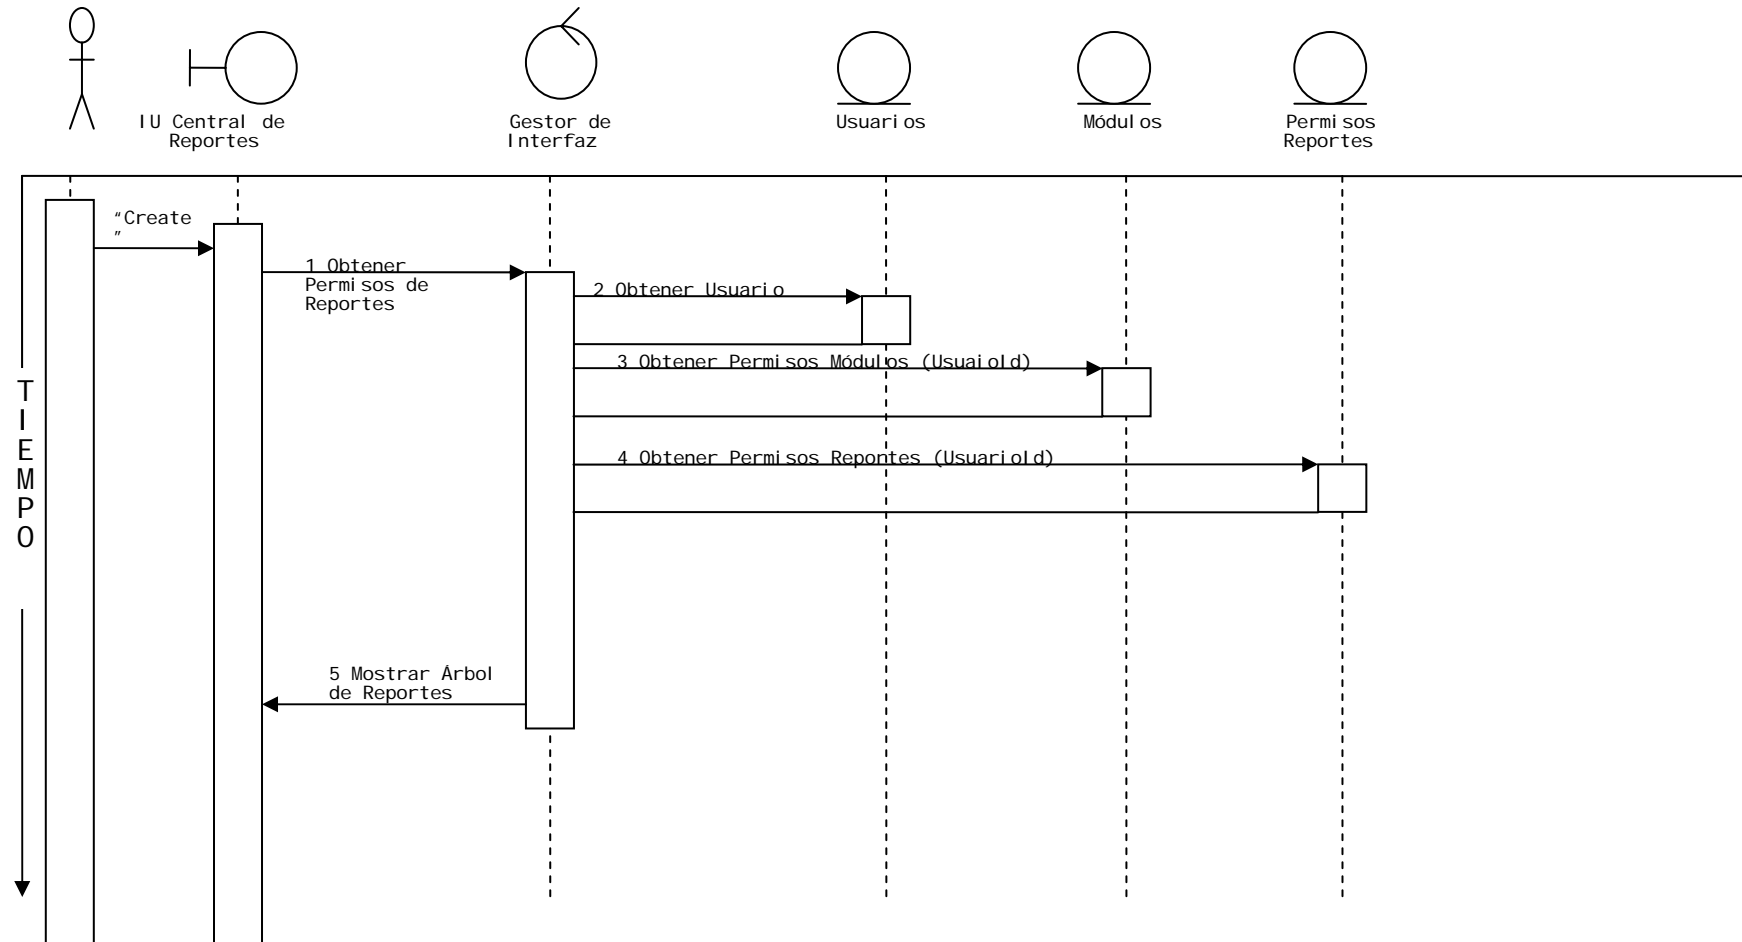 IU Central de
Reportes
Gestor de
Interfaz
Usuarios
Módulos
Permisos
Reportes
“Create
”
1 Obtener
Permisos de
Reportes
2 Obtener Usuario
3 Obtener Permisos Módulos (UsuaioId)
4 Obtener Permisos Repontes (UsuarioId)
T
I
E
M
P
O
5 Mostrar Árbol
de Reportes